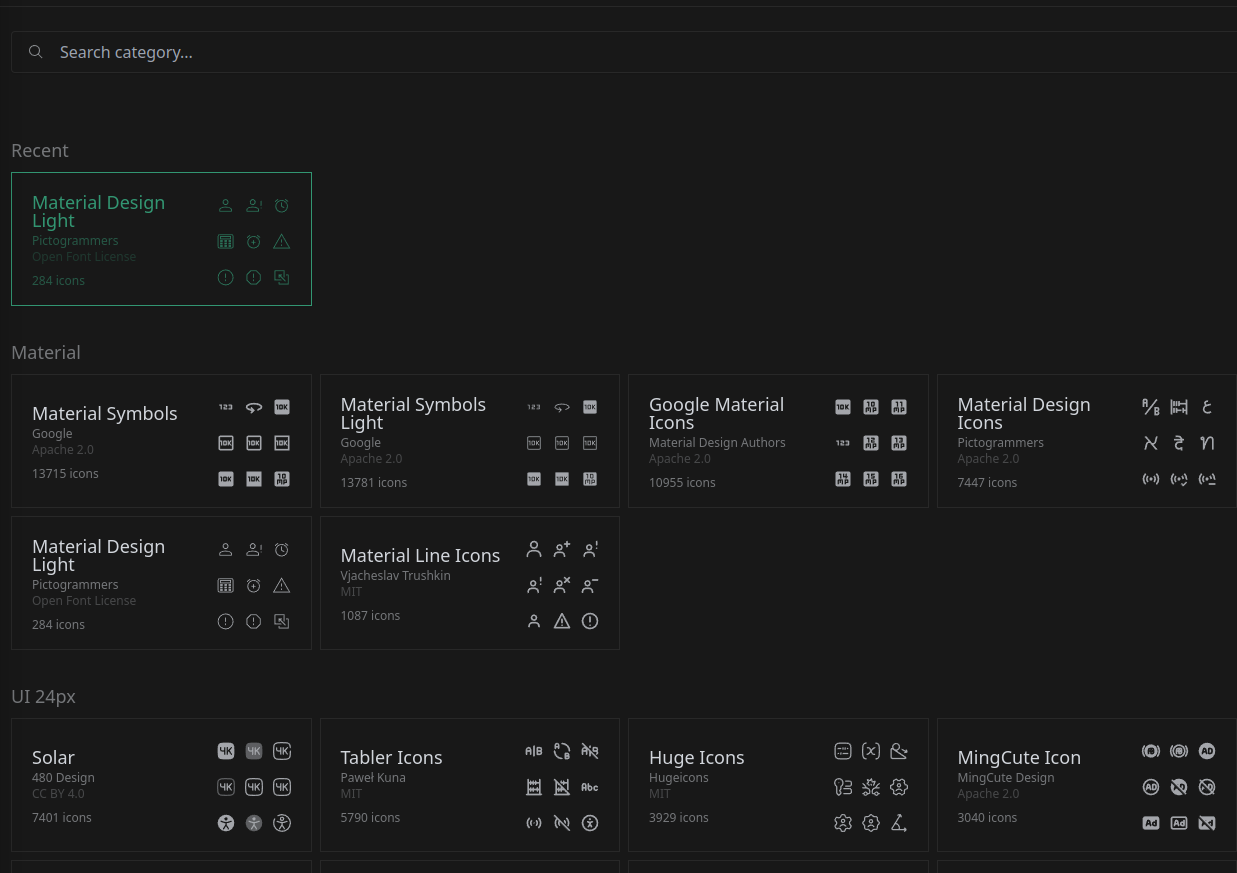 Search category...
Recent
Material Design
Light
Pictogrammers
Open Font License
284 icons
Material
Material Symbols
Google
Apache 2.0
13715 icons
Material Symbols
Light
Google
Apache 2.0
13781 icons
Google Material
Icons
Material Design Authors
Apache 2.0
10955 icons
Material Design
Icons
Pictogrammers
Apache 2.0
7447 icons
Material Design
Light
Pictogrammers
Open Font License
284 icons
Material Line Icons
Vjacheslav Trushkin
MIT
1087 icons
UI 24px
Solar
480 Design
CC BY 4.0
7401 icons
Tabler Icons
Paweł Kuna
MIT
5790 icons
Huge Icons
Hugeicons
MIT
3929 icons
MingCute Icon
MingCute Design
Apache 2.0
3040 icons